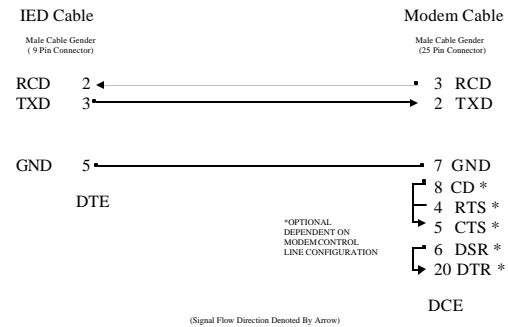 IED Cable Modem Cable
Male Cable Gender Male Cable Gender
( 9 Pin Connector) (25 Pin Connector)
RCD 2 3 RCD
TXD 3 2 TXD
GND 5 7 GND
8 CD *
DTE
4 RTS *
*OPTIONAL
DEPENDENT ON
MODEM CONTROL
LINE CONFIGURATION
5 CTS *
6 DSR *
20 DTR *
DCE
(Signal Flow Direction Denoted By Arrow)